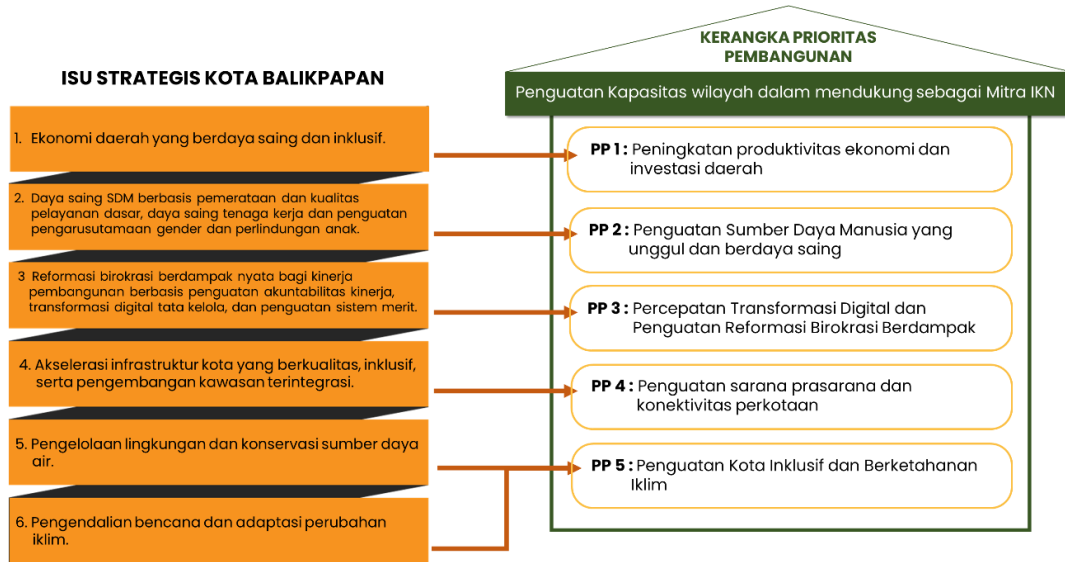 ISU STRATEGIS KOTA BALIKPAPAN
1. Ekonomi daerah yang berdaya saing dan inklusif.
2. Daya saing SDM berbasis pemerataan dan kualitas
pelayanan dasar, daya saing tenaga kerja dan penguatan
pengarusutamaan gender dan perlindungan anak.
3 Reformasi birokrasi berdampak nyata bagi kinerja
pembangunan berbasis penguatan akuntabilitas kinerja,
transformasi digital tata kelola, dan penguatan sistem merit.
4. Akselerasi infrastruktur kota yang berkualitas, inklusif,
serta pengembangan kawasan terintegrasi.
5. Pengelolaan lingkungan dan konservasi sumber daya
air.
6. Pengendalian bencana dan adaptasi perubahan
iklim.
KERANGKA PRIORITAS
PEMBANGUNAN
Penguatan Kapasitas wilayah dalam mendukung sebagai Mitra IKN
PP 1 : Peningkatan produktivitas ekonomi dan
investasi daerah
PP 2 : Penguatan Sumber Daya Manusia yang
unggul dan berdaya saing
PP 3 : Percepatan Transformasi Digital dan
Penguatan Reformasi Birokrasi Berdampak
PP 4 : Penguatan sarana prasarana dan
konektivitas perkotaan
PP 5 : Penguatan Kota Inklusif dan Berketahanan
Iklim